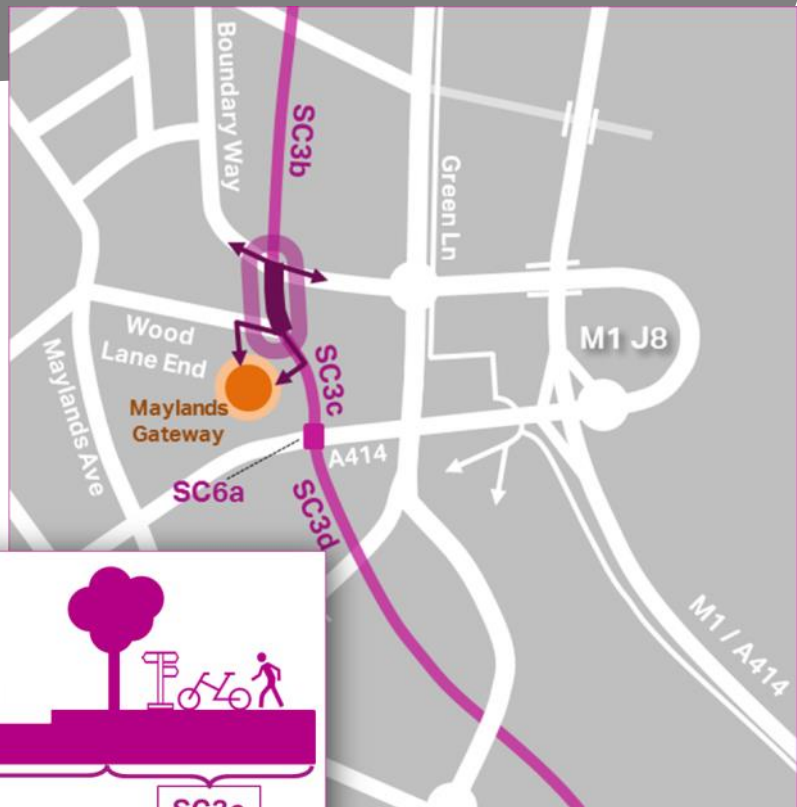 Boundary Way
SC3b
Green Ln
Wood
Lane End
M1 J8
SC3c
Maylands Ave
Maylands
Gateway
A414
SC6a
SC3d
M1 / A414